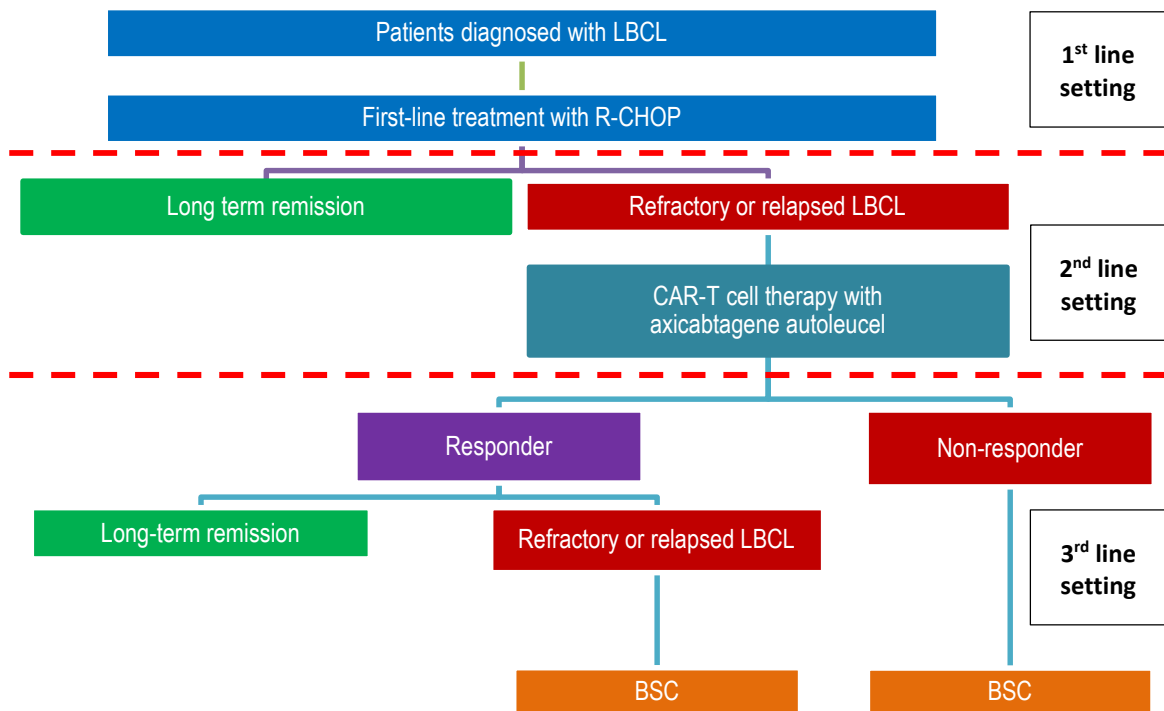 Patients diagnosed with LBCL
1st line
setting
First-line treatment with R-CHOP
Long term remission
Refractory or relapsed LBCL
2nd line
setting
CAR-T cell therapy with
axicabtagene autoleucel
Responder
Non-responder
Long-term remission
Refractory or relapsed LBCL
3rd line
setting
BSC
BSC